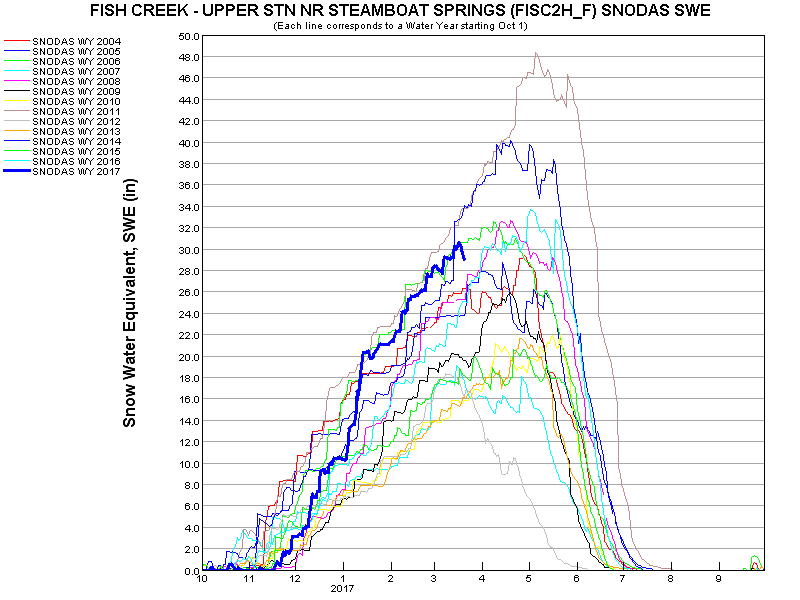 FISH CREEK - UPPER STN NR STEAMBOAT SPRINGS (FISC2H_F) SNODAS SWE
(Each line corresponds to a Water Year starting Oct 1)
SNODAS WY 2004
SNODAS WY 2005
SNODAS WY 2006
SNODAS WY 2007
SNODAS WY 2008
SNODAS WY 2009
SNODAS WY 2010
SNODAS WY 2011
SNODAS WY 2012
SNODAS WY 2013
SNODAS WY 2014
SNODAS WY 2015
SNODAS WY 2016
SNODAS WY 2017
Snow Water Equivalent, SWE (in)
50.0
48.0
46.0
44.0
42.0
40.0
38.0
36.0
34.0
32.0
30.0
28.0
26.0
24.0
22.0
20.0
18.0
16.0
14.0
12.0
10.0
8.0
6.0
4.0
2.0
0.0
10 11 12 1 2 3 4 5 6 7 8 9
2017